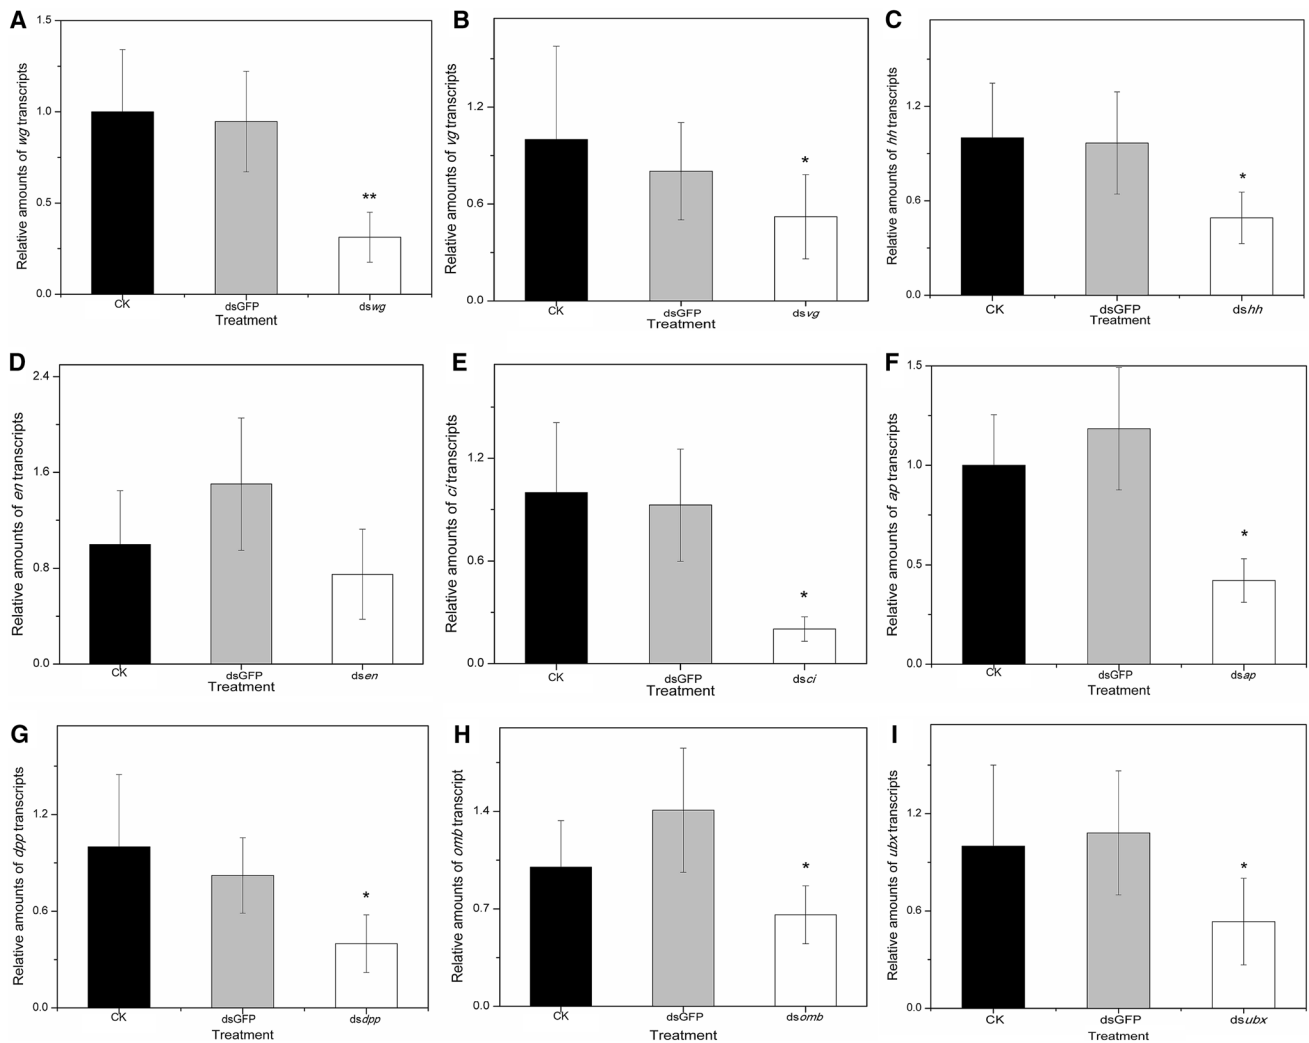 A
Relative amounts of wg transcripts
1.5
1.0
0.5
0.0
**
CK
dsGFP
dswg
Treatment
B
Relative amounts of vg transcripts
1.2
0.6
0.0
*
CK
dsGFP
dsvg
Treatment
C
Relative amounts of hh transcripts
1.2
0.6
0.0
*
CK
dsGFP
dshh
Treatment
D
Relative amounts of en transcripts
2.4
1.6
0.8
0.0
CK
dsGFP
dsen
Treatment
E
Relative amounts of ci transcripts
1.2
0.6
0.0
*
CK
dsGFP
dsci
Treatment
F
Relative amounts of ap transcripts
1.5
1.0
0.5
0.0
*
CK
dsGFP
dsap
Treatment
G
Relative amounts of dpp transcripts
1.2
0.6
0.0
*
CK
dsGFP
dsdpp
Treatment
H
Relative amounts of omb transcript
1.4
0.7
0.0
*
CK
dsGFP
dsomb
Treatment
I
Relative amounts of ubx transcripts
1.2
0.6
0.0
*
CK
dsGFP
dsubx
Treatment